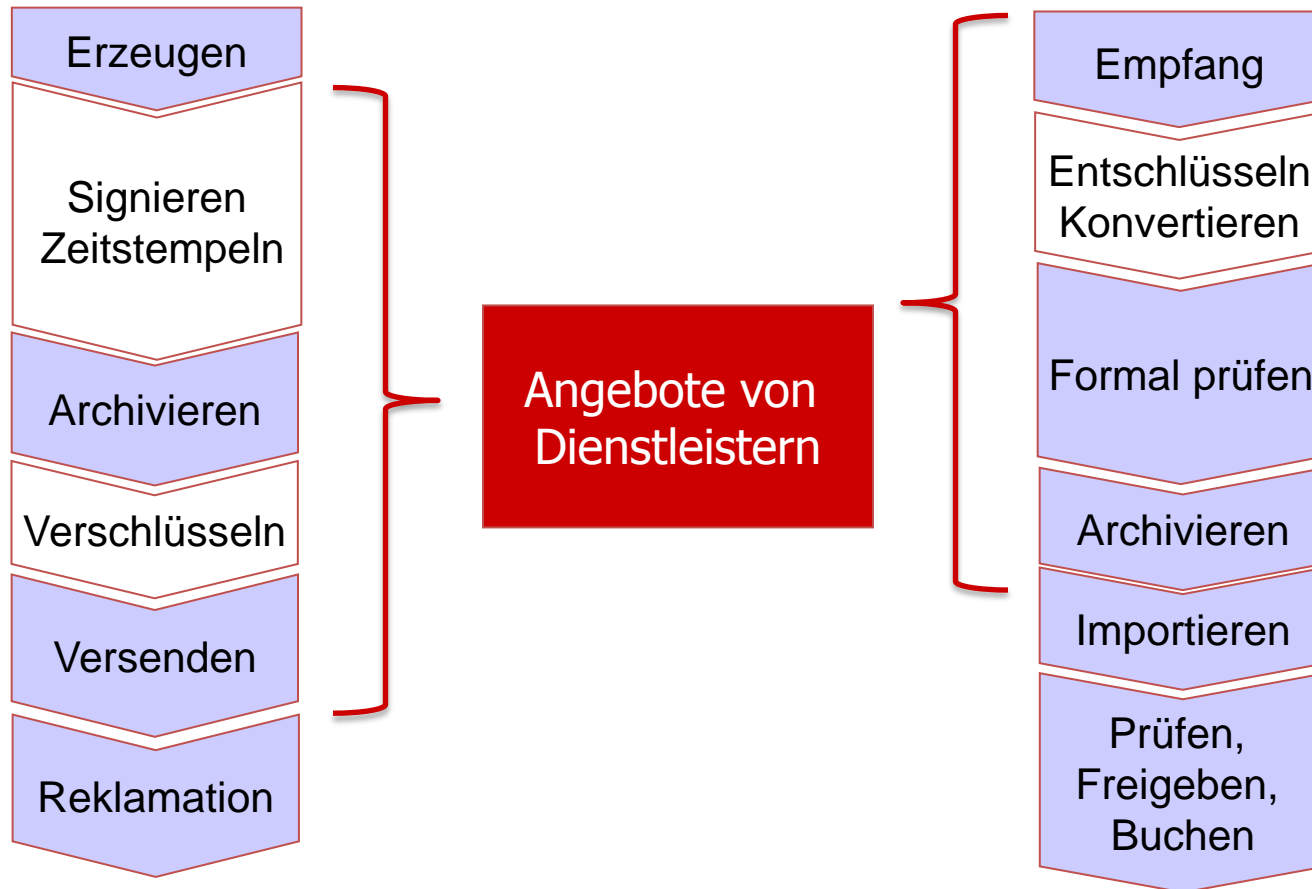 Erzeugen
Signieren
Zeitstempeln
Archivieren
Verschlüsseln
Versenden
Reklamation
Angebote von
Dienstleistern
Empfang
Entschlüsseln
Konvertieren
Formal prüfen
Archivieren
Importieren
Prüfen,
Freigeben,
Buchen